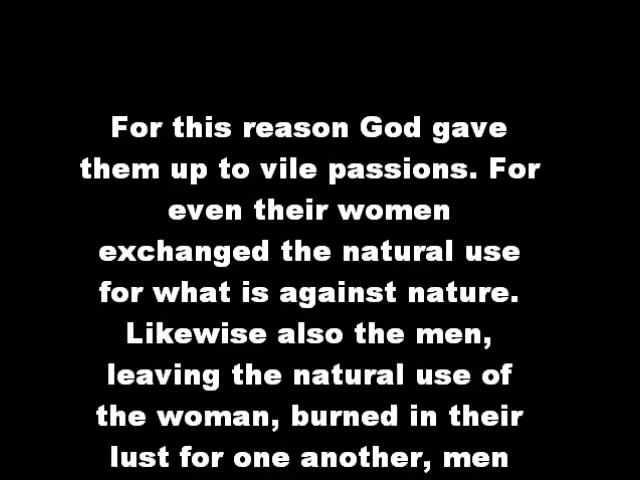 For this reason God gave
them up to vile passions. For
even their women
exchanged the natural use
for what is against nature.
Likewise also the men,
leaving the natural use of
the woman, burned in their
lust for one another, men